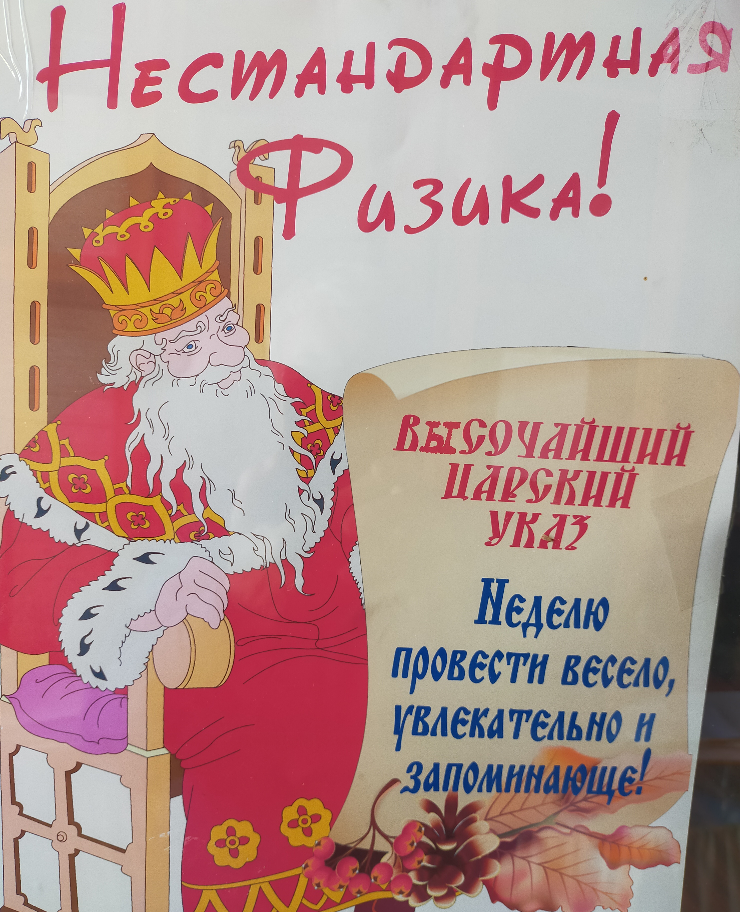 Нестандартная
Физика!
ВЫСОЧАЙШИЙ
ЦАРСКИЙ
УКАЗ
Неделю
провести весело,
увлекательно и
запоминающе!